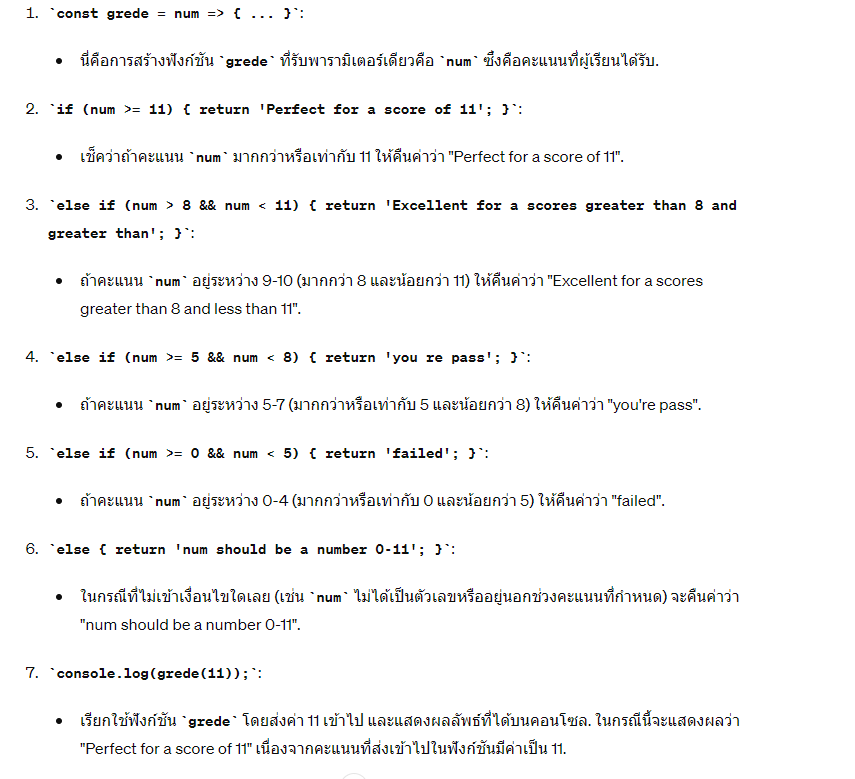 1. `const grede = num => { ... }`:
• นี่คือการสร้างฟังก์ชัน `grede` ที่รับพารามิเตอร์เดียวคือ `num` ซึ่งคือคะแนนที่ผู้เรียนได้รับ.
2. `if (num >= 11) { return 'Perfect for a score of 11'; }`:
• เช็คว่าถ้าคะแนน `num` มากกว่าหรือเท่ากับ 11 ให้คืนค่าว่า "Perfect for a score of 11".
3. `else if (num > 8 && num < 11) { return 'Excellent for a scores greater than 8 and
greater than'; }`:
• ถ้าคะแนน `num` อยู่ระหว่าง 9-10 (มากกว่า 8 และน้อยกว่า 11) ให้คืนค่าว่า "Excellent for a scores
greater than 8 and less than 11".
4. `else if (num >= 5 && num < 8) { return 'you re pass'; }`:
• ถ้าคะแนน `num` อยู่ระหว่าง 5-7 (มากกว่าหรือเท่ากับ 5 และน้อยกว่า 8) ให้คืนค่าว่า "you're pass".
5. `else if (num >= 0 && num < 5) { return 'failed'; }`:
• ถ้าคะแนน `num` อยู่ระหว่าง 0-4 (มากกว่าหรือเท่ากับ 0 และน้อยกว่า 5) ให้คืนค่าว่า "failed".
6. `else { return 'num should be a number 0-11'; }`:
• ในกรณีที่ไม่เข้าเงื่อนไขใดเลย (เช่น `num` ไม่ได้เป็นตัวเลขหรืออยู่นอกช่วงคะแนนที่กำหนด) จะคืนค่าว่า
"num should be a number 0-11".
7. `console.log(grede(11));`:
• เรียกใช้ฟังก์ชัน `grede` โดยส่งค่า 11 เข้าไป และแสดงผลลัพธ์ที่ได้บนคอนโซล. ในกรณีนี้จะแสดงผลว่า
"Perfect for a score of 11" เนื่องจากคะแนนที่ส่งเข้าไปในฟังก์ชันมีค่าเป็น 11.